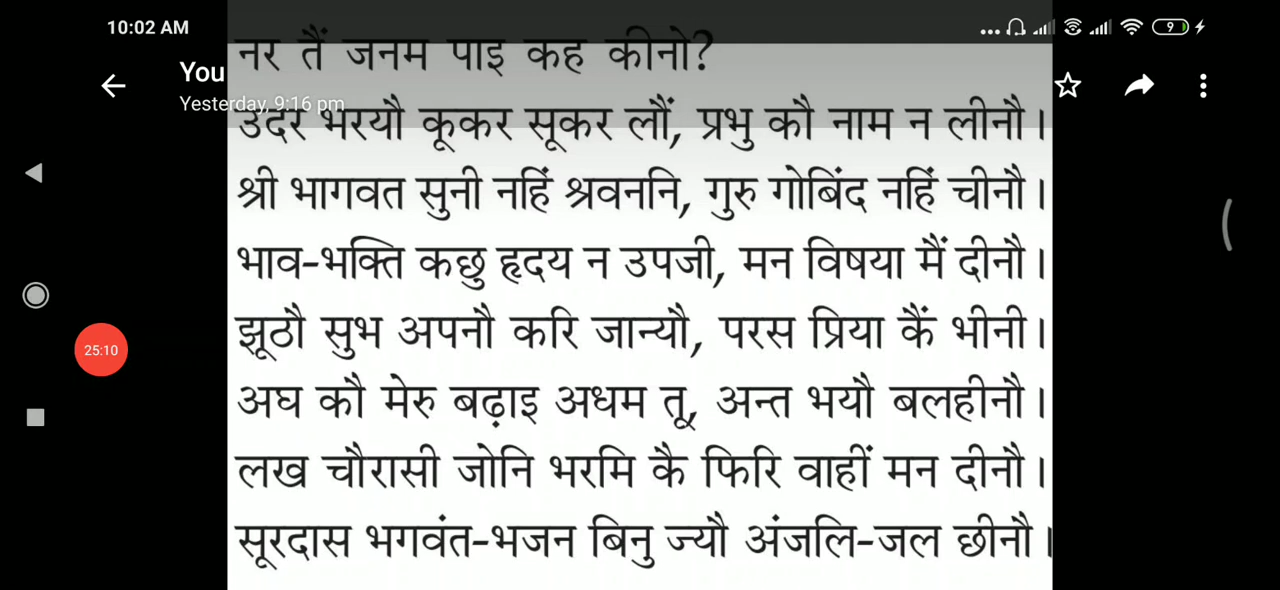 10:02 AM
9
You
Yesterday, 9:16 pm
25:10
नर तैं जनम पाइ कह कीनो?
उदर भरयौ कूकर सूकर लौं, प्रभु कौ नाम न लीनौ।
श्री भागवत सुनी नहिं श्रवननि, गुरु गोबिंद नहिं चीनौ।
भाव-भक्ति कछु हृदय न उपजी, मन विषया मैं दीनौ।
झूठौ सुभ अपनौ करि जान्यौ, परस प्रिया कैं भीनी।
अघ कौ मेरु बढ़ाइ अधम तू, अन्त भयौ बलहीनौ।
लख चौरासी जोनि भरमि कै फिरि वाहीं मन दीनौ।
सूरदास भगवंत-भजन बिनु ज्यौ अंजलि-जल छीनौ।